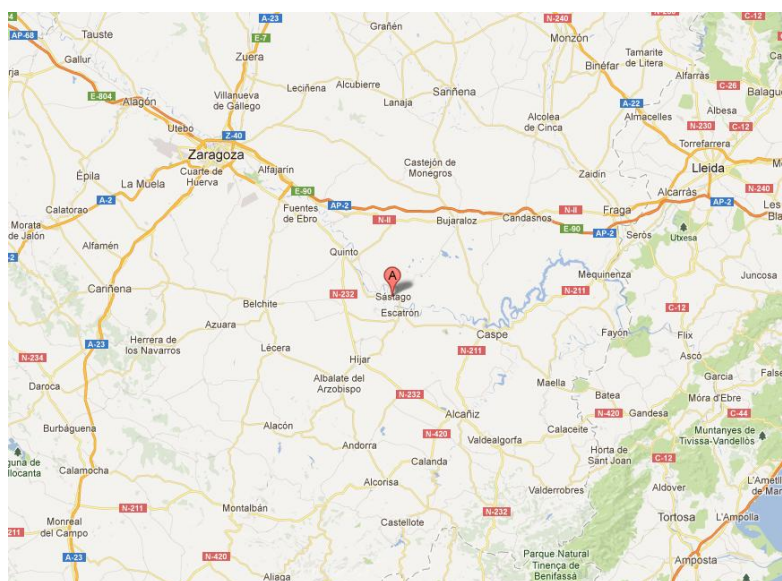 A-23
C-12
AP-68
Tauste
Grañén
A-140
Monzón
E-7
Gallur
Zuera
Tamarite
de Litera
Binéfar
Alfarràs
Alcubierre
Sariñena
Leciñena
C-26
E-804
Villanueva
de Gállego
Balague
Alagón
Lanaja
A-22
Albesa
Alcolea
de Cinca
Almacelles
N-230
C-12
Utebo
Z-40
Torrefarrera
Zaragoza
Castejón de
Monegros
Lleida
Épila
La Muela
Cuarte de
Huerva
Alfajarín
Zaidín
E-90
Alcarràs
N-240
A-2
AP-2
AP-2
Calatorao
Fuentes
de Ebro
N-II
Bujaraloz
Candasnos
N-II
Fraga
Les
Morata
de Jalón
E-90
AP-2
Seròs
Utxesa
Alfamén
Quinto
A
Mequinenza
Juncosa
Cariñena
N-232
Sástago
N-211
Belchite
Escatrón
C-12
Azuara
Caspe
Fayón
Flix
Herrera de
los Navarros
A-23
Lécera
N-211
Ascó
N-234
Híjar
Garcia
Daroca
Albalate del
Arzobispo
Maella
Batea
Móra d'Ebre
N-232
Alcañiz
N-420
Gandesa
C-44
Burbáguena
Alacón
Calaceite
N-420
Valdealgorfa
Muntanyes de
Tivissa-Vandellòs
Andorra
Horta de
Sant Joan
Calanda
C-12
Calamocha
Alcorisa
Valderrobres
Aldover
N-211
Montalbán
N-232
Tortosa
L'Ampolla
Monreal
del Campo
Castellote
A-23
N-420
Parque Natural
Tinença de
Benifassà
Amposta
Aliaga